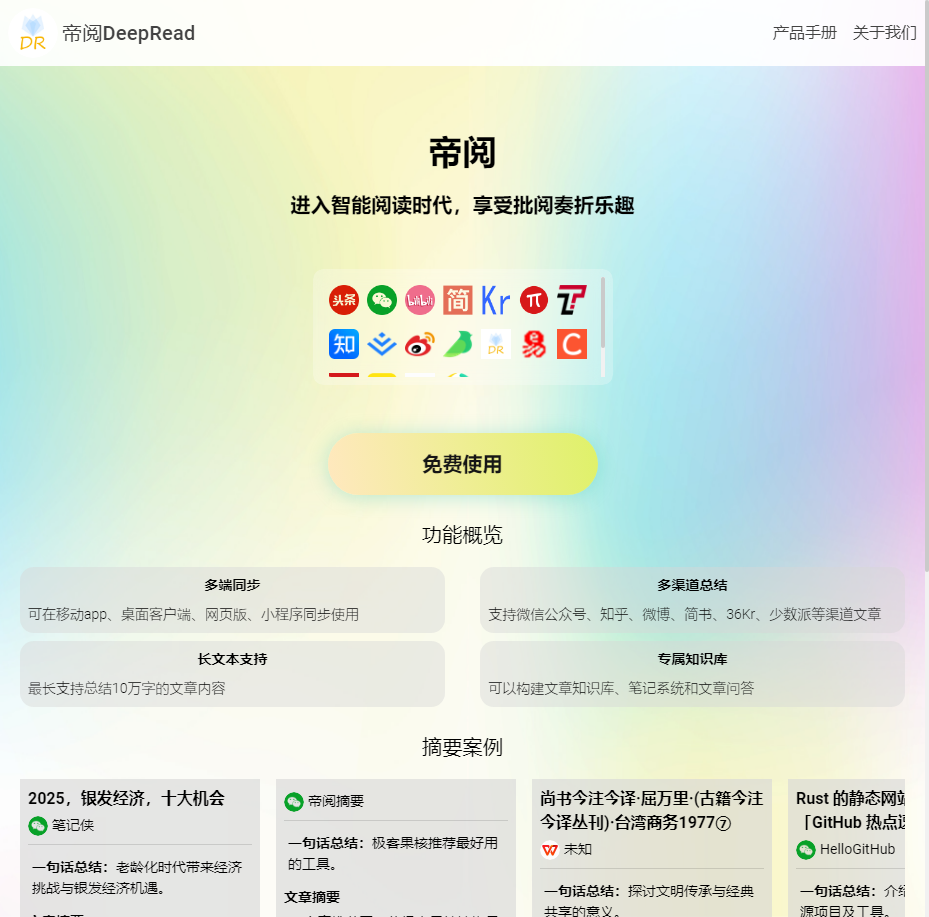 DR
帝阅DeepRead
产品手册 关于我们
帝阅
进入智能阅读时代，享受批阅奏折乐趣
头条 bilibili 简 Kr π
知 DR 易 C
免费使用
功能概览
多端同步
可在移动app、桌面客户端、网页版、小程序同步使用
多渠道总结
支持微信公众号、知乎、微博、简书、36Kr、少数派等渠道文章
长文本支持
最长支持总结10万字的文章内容
专属知识库
可以构建文章知识库、笔记系统和文章问答
摘要案例
2025，银发经济，十大机会
笔记侠
一句话总结：老龄化时代带来经济
挑战与银发经济机遇。
帝阅摘要
一句话总结：极客果核推荐最好用
的工具。
文章摘要
尚书今注今译·屈万里·(古籍今注
今译丛刊)·台湾商务1977⑦
未知
一句话总结：探讨文明传承与经典
共享的意义。
Rust 的静态网站
「GitHub 热点速
HelloGitHub
一句话总结：介绍
源项目及工具。